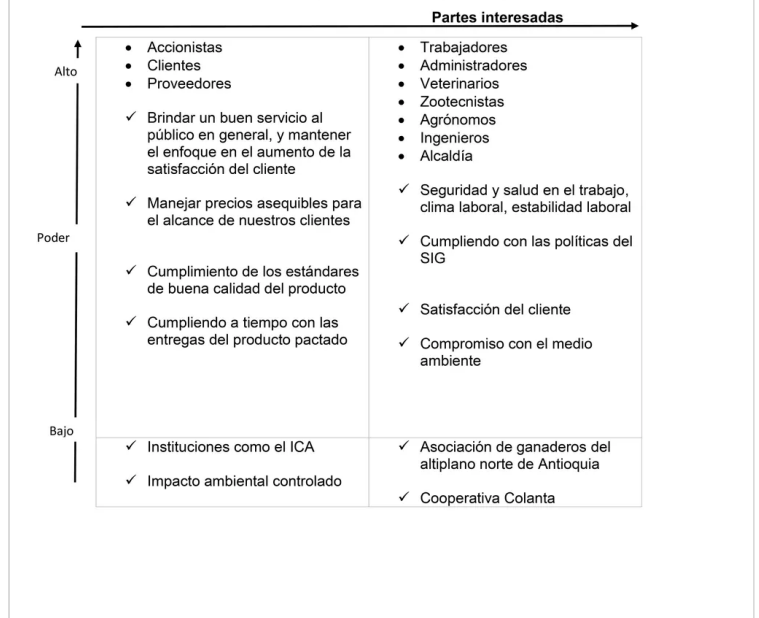 Partes interesadas
Alto
Poder
Bajo
• Accionistas
• Clientes
• Proveedores
✓ Brindar un buen servicio al
público en general, y mantener
el enfoque en el aumento de la
satisfacción del cliente
✓ Manejar precios asequibles para
el alcance de nuestros clientes
✓ Cumplimiento de los estándares
de buena calidad del producto
✓ Cumpliendo a tiempo con las
entregas del producto pactado
• Trabajadores
• Administradores
• Veterinarios
• Zootecnistas
• Agrónomos
• Ingenieros
• Alcaldía
✓ Seguridad y salud en el trabajo,
clima laboral, estabilidad laboral
✓ Cumpliendo con las políticas del
SIG
✓ Satisfacción del cliente
✓ Compromiso con el medio
ambiente
✓ Instituciones como el ICA
✓ Impacto ambiental controlado
✓ Asociación de ganaderos del
altiplano norte de Antioquia
✓ Cooperativa Colanta